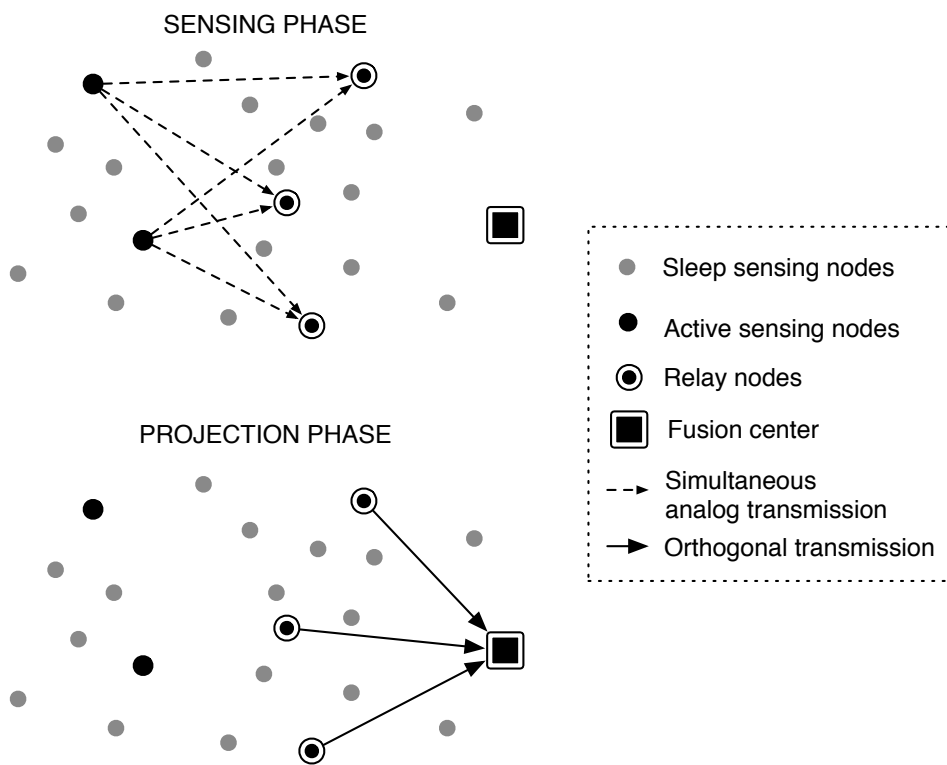 SENSING PHASE
Sleep sensing nodes
Active sensing nodes
Relay nodes
Fusion center
Simultaneous
analog transmission
Orthogonal transmission
PROJECTION PHASE